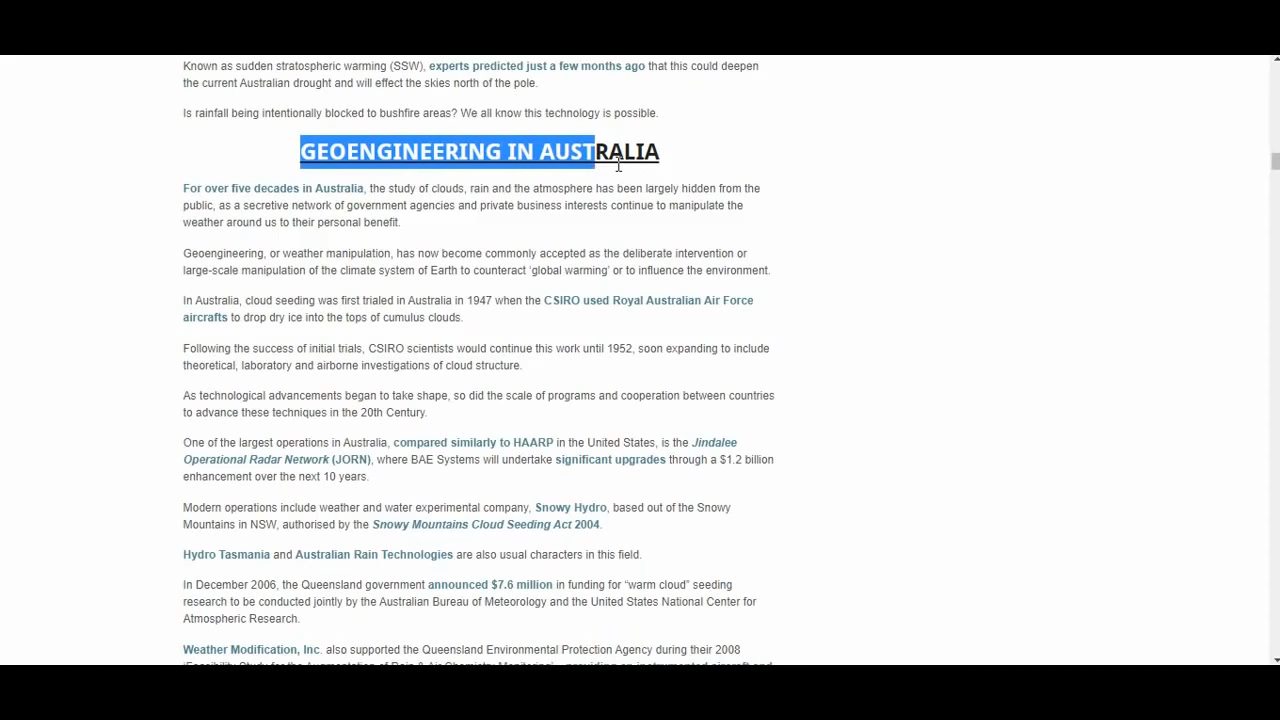 Known as sudden stratospheric warming (SSW), experts predicted just a few months ago that this could deepen
the current Australian drought and will effect the skies north of the pole.
Is rainfall being intentionally blocked to bushfire areas? We all know this technology is possible.
GEOENGINEERING IN AUSTRALIA
For over five decades in Australia, the study of clouds, rain and the atmosphere has been largely hidden from the
public, as a secretive network of government agencies and private business interests continue to manipulate the
weather around us to their personal benefit.
Geoengineering, or weather manipulation, has now become commonly accepted as the deliberate intervention or
large-scale manipulation of the climate system of Earth to counteract ‘global warming’ or to influence the environment.
In Australia, cloud seeding was first trialed in Australia in 1947 when the CSIRO used Royal Australian Air Force
aircrafts to drop dry ice into the tops of cumulus clouds.
Following the success of initial trials, CSIRO scientists would continue this work until 1952, soon expanding to include
theoretical, laboratory and airborne investigations of cloud structure.
As technological advancements began to take shape, so did the scale of programs and cooperation between countries
to advance these techniques in the 20th Century.
One of the largest operations in Australia, compared similarly to HAARP in the United States, is the Jindalee
Operational Radar Network (JORN), where BAE Systems will undertake significant upgrades through a $1.2 billion
enhancement over the next 10 years.
Modern operations include weather and water experimental company, Snowy Hydro, based out of the Snowy
Mountains in NSW, authorised by the Snowy Mountains Cloud Seeding Act 2004.
Hydro Tasmania and Australian Rain Technologies are also usual characters in this field.
In December 2006, the Queensland government announced $7.6 million in funding for “warm cloud” seeding
research to be conducted jointly by the Australian Bureau of Meteorology and the United States National Center for
Atmospheric Research.
Weather Modification, Inc. also supported the Queensland Environmental Protection Agency during their 2008
‘Feasibility Study for the Augmentation of Rain & Air Chemistry Monitoring’ – providing an instrumented aircraft and